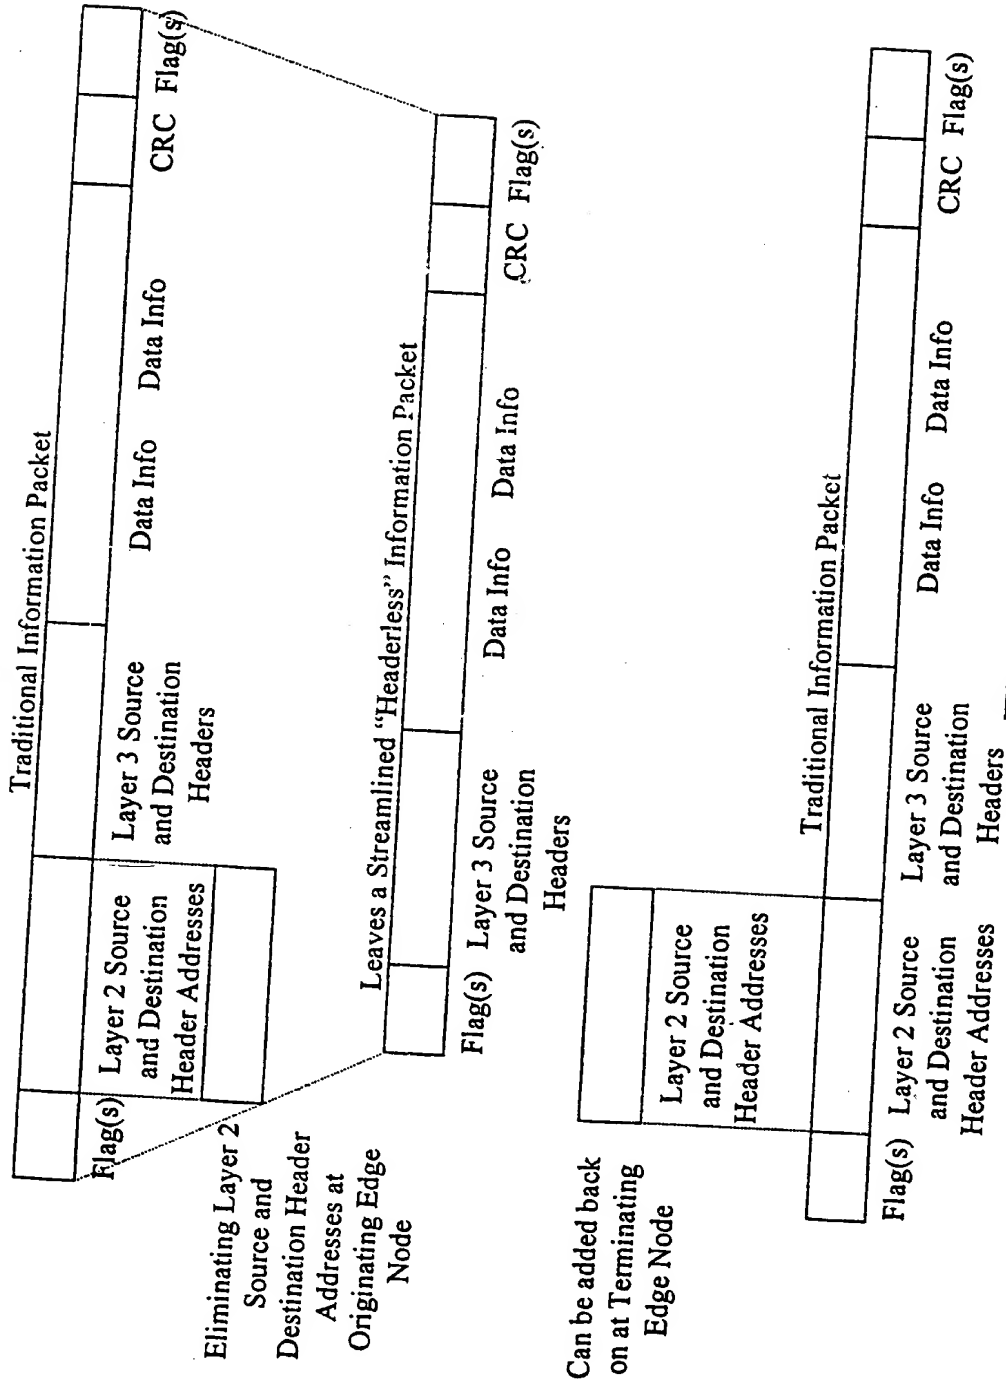 Traditional Information Packet
Flag(s)
Layer 2 Source
and Destination
Header Addresses
Layer 3 Source
and Destination
Headers
Data Info
Data Info
CRC
Flag(s)
Eliminating Layer 2
Source and
Destination Header
Addresses at
Originating Edge
Node
Leaves a Streamlined “Headerless” Information Packet
Flag(s)
Layer 3 Source
and Destination
Headers
Data Info
Data Info
CRC
Flag(s)
Can be added back
on at Terminating
Edge Node
Layer 2 Source
and Destination
Header Addresses
Traditional Information Packet
Flag(s)
Layer 2 Source
and Destination
Header Addresses
Layer 3 Source
and Destination
Headers
Data Info
Data Info
CRC
Flag(s)